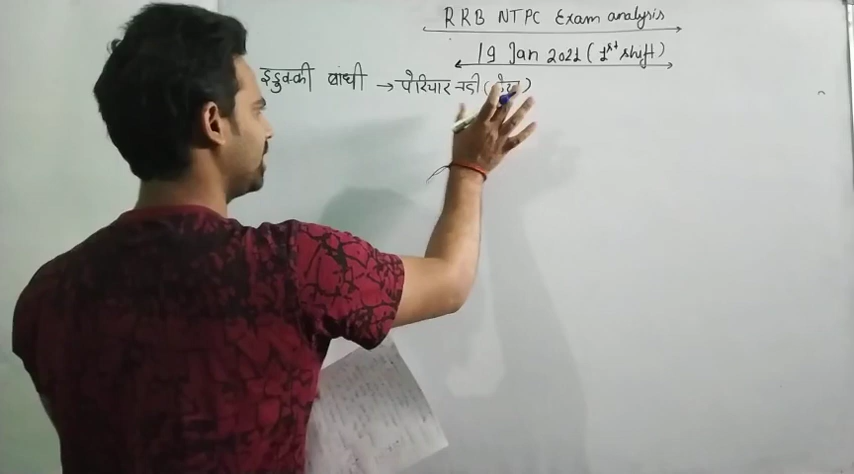 RRB NTPC Exam analysis
19 Jan 2021 (1st shift)
इडुक्की बांधी → पेरियार नदी (